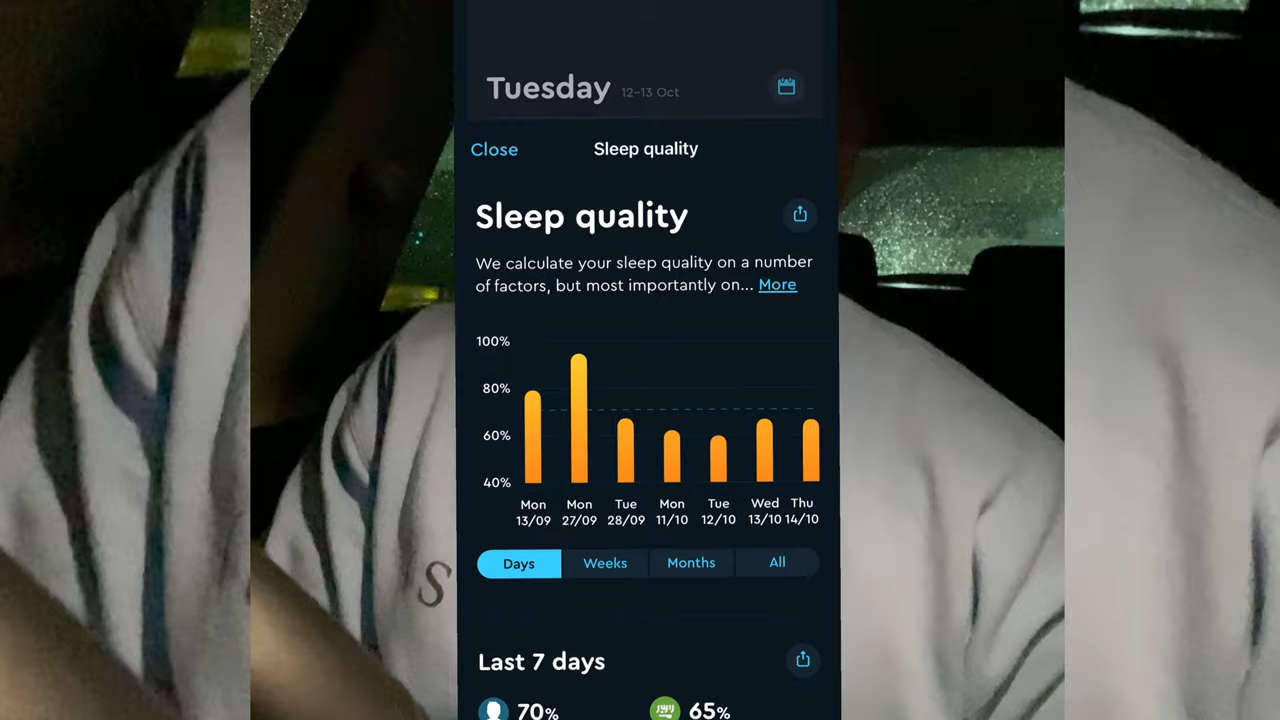 Tuesday 12–13 Oct
Close Sleep quality
Sleep quality
We calculate your sleep quality on a number
of factors, but most importantly on... More
100%
80%
60%
40%
Mon Mon Tue Mon Tue Wed Thu
13/09 27/09 28/09 11/10 12/10 13/10 14/10
Days Weeks Months All
S
Last 7 days
70% 65%